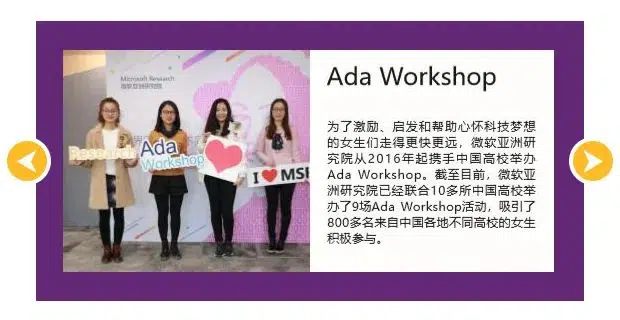 Microsoft Research
微软亚洲研究院
Research
Ada
Workshop
I ❤ MS
Ada Workshop
为了激励、启发和帮助心怀科技梦想
的女生们走得更快更远，微软亚洲研
究院从2016年起携手中国高校举办
Ada Workshop。截至目前，微软亚
洲研究院已经联合10多所中国高校举
办了9场Ada Workshop活动，吸引了
800多名来自中国各地不同高校的女生
积极参与。